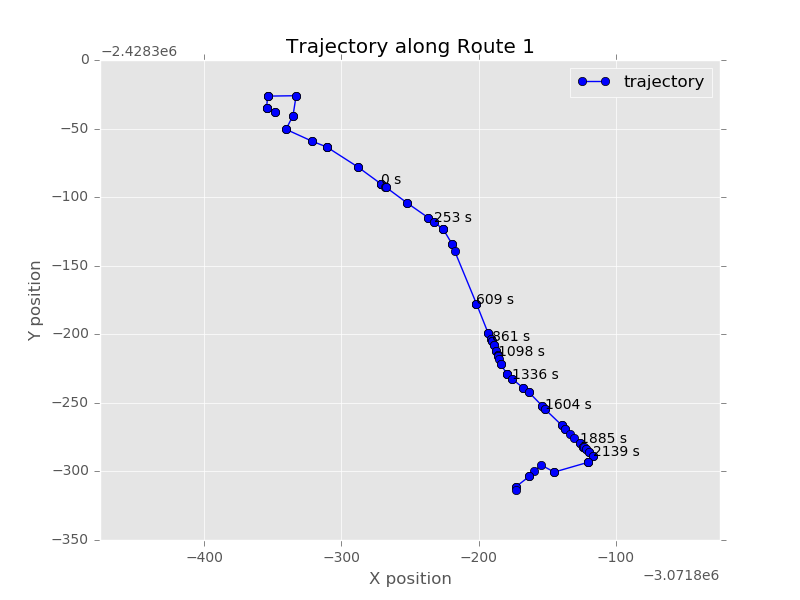 −2.4283e6
Trajectory along Route 1
trajectory
0
−50
−100
−150
−200
−250
−300
−350
Y position
0 s
253 s
609 s
861 s
1098 s
1336 s
1604 s
1885 s
2139 s
−400
−300
−200
−100
X position
−3.0718e6